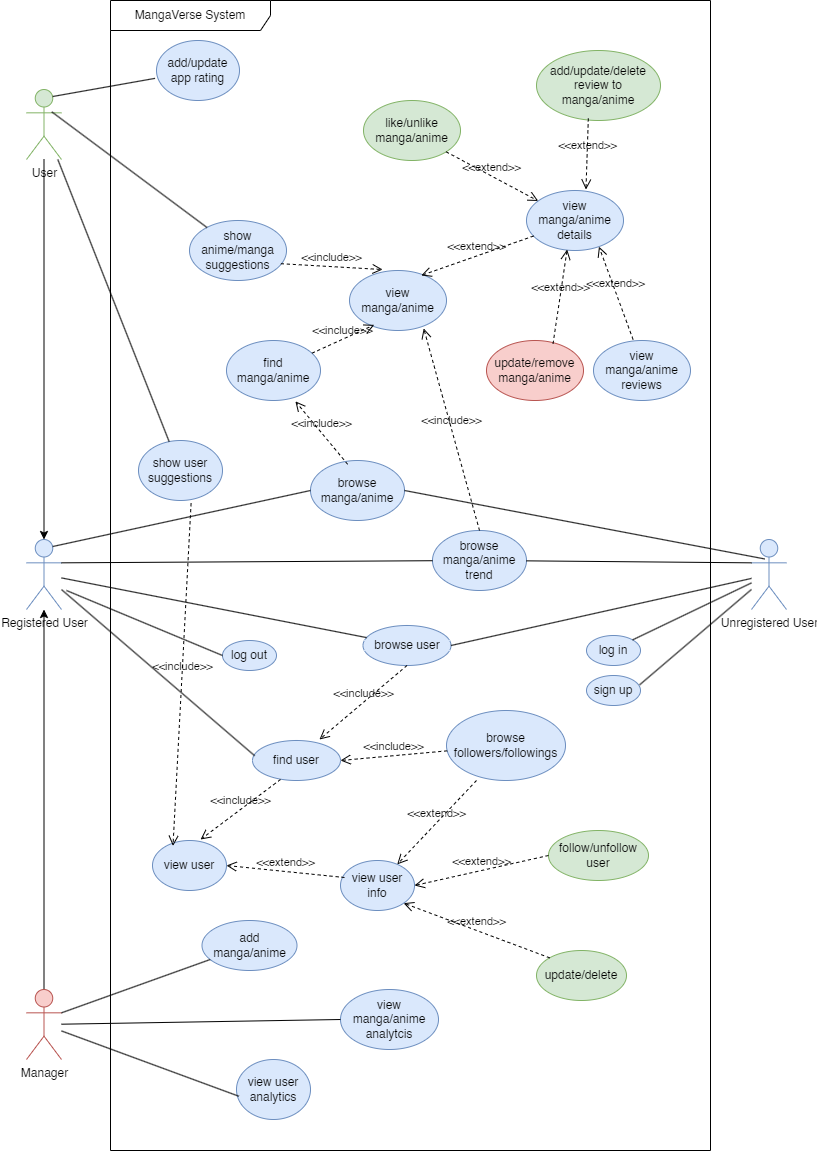 MangaVerse System
add/update
app rating
add/update/delete
review to
manga/anime
like/unlike
manga/anime
<<extend>>
<<extend>>
User
view
manga/anime
details
show
anime/manga
suggestions
<<include>>
<<extend>>
view
manga/anime
<<extend>>
<<extend>>
<<include>>
find
manga/anime
update/remove
manga/anime
view
manga/anime
reviews
<<include>>
<<include>>
show user
suggestions
browse
manga/anime
browse
manga/anime
trend
Registered User
Unregistered User
browse user
log out
log in
<<include>>
sign up
<<include>>
browse
followers/followings
<<include>>
find user
<<include>>
<<extend>>
follow/unfollow
user
view user
<<extend>>
<<extend>>
view user
info
<<extend>>
add
manga/anime
update/delete
view
manga/anime
analytcis
Manager
view user
analytics